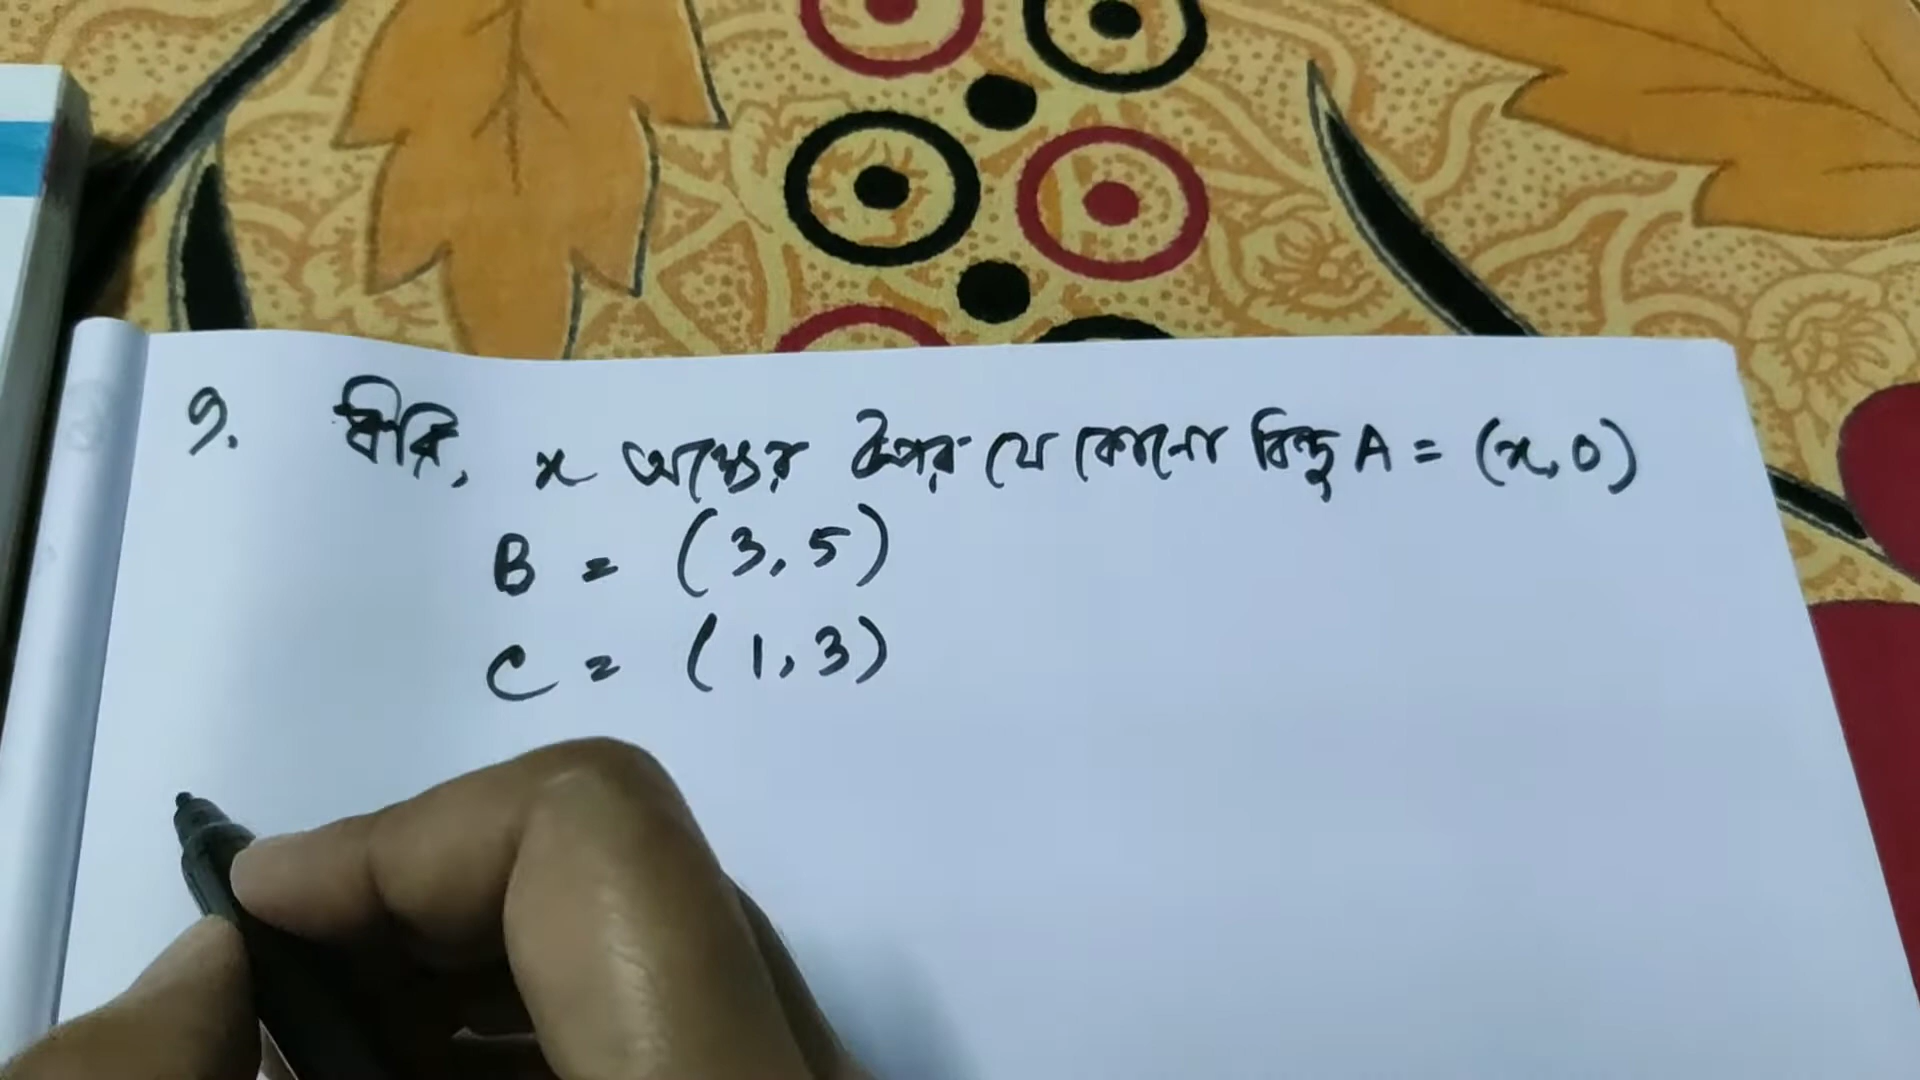 9. ধরি, x অক্ষের উপর যে কোনো বিন্দু A = (x, 0)
B = (3, 5)
C = (1, 3)